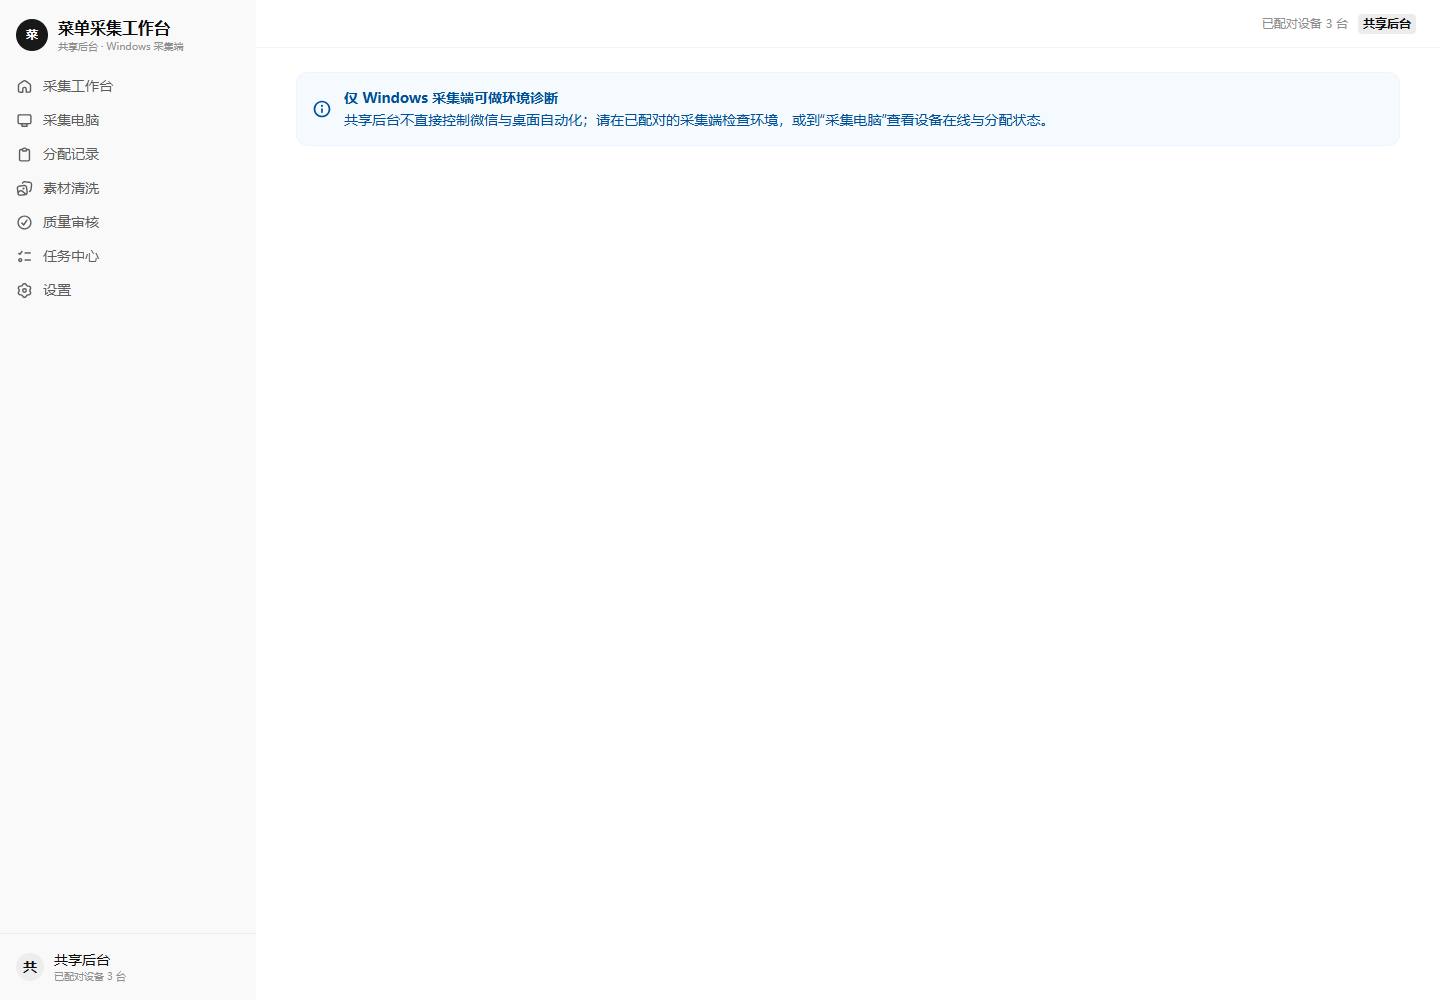 菜
菜单采集工作台
共享后台 · Windows 采集端
采集工作台
采集电脑
分配记录
素材清洗
质量审核
任务中心
设置
已配对设备 3 台
共享后台
仅 Windows 采集端可做环境诊断
共享后台不直接控制微信与桌面自动化；请在已配对的采集端检查环境，或到“采集电脑”查看设备在线与分配状态。
共
共享后台
已配对设备 3 台